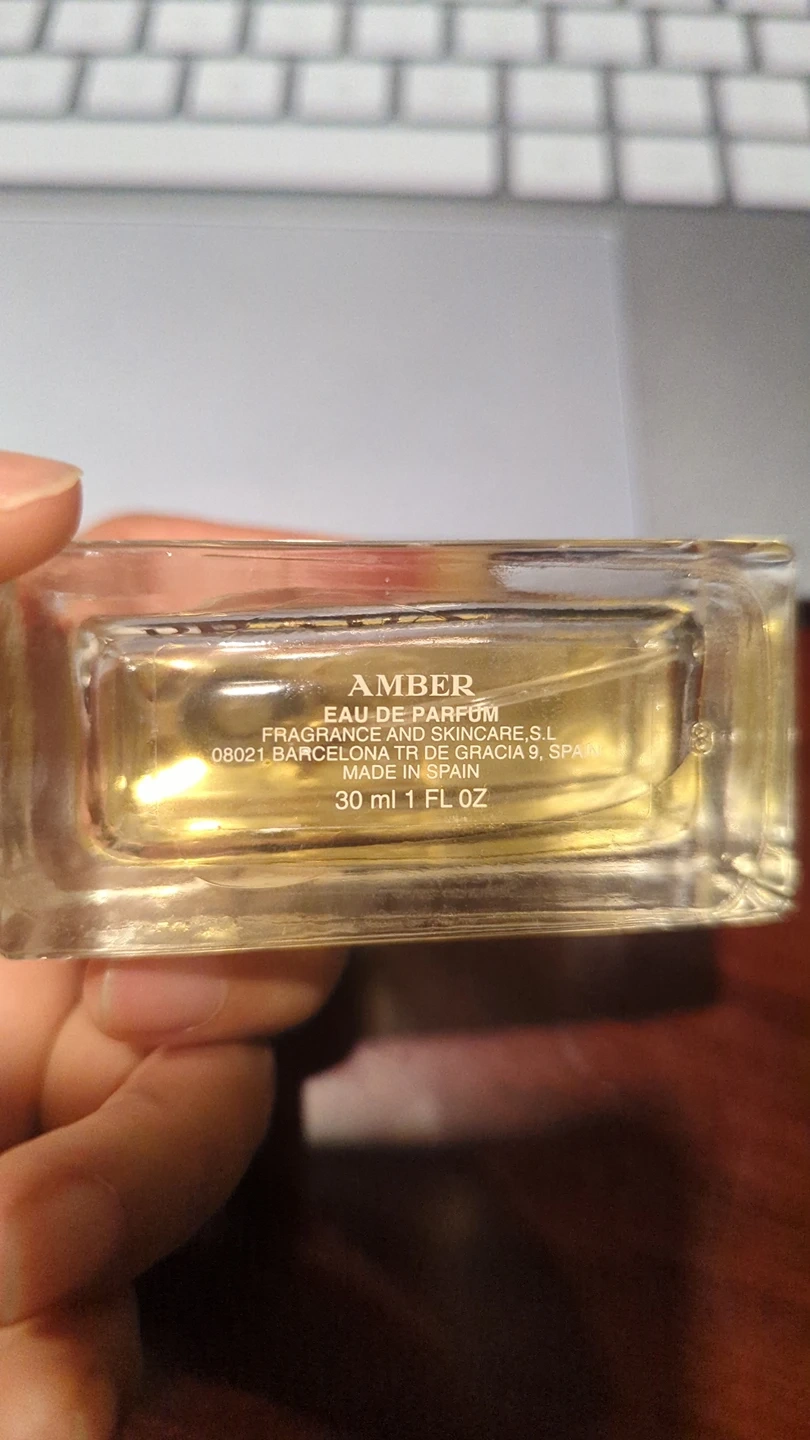 AMBER
EAU DE PARFUM
FRAGRANCE AND SKINCARE,S.L
08021 BARCELONA TR DE GRACIA 9, SPAIN
MADE IN SPAIN
30 ml 1 FL 0Z